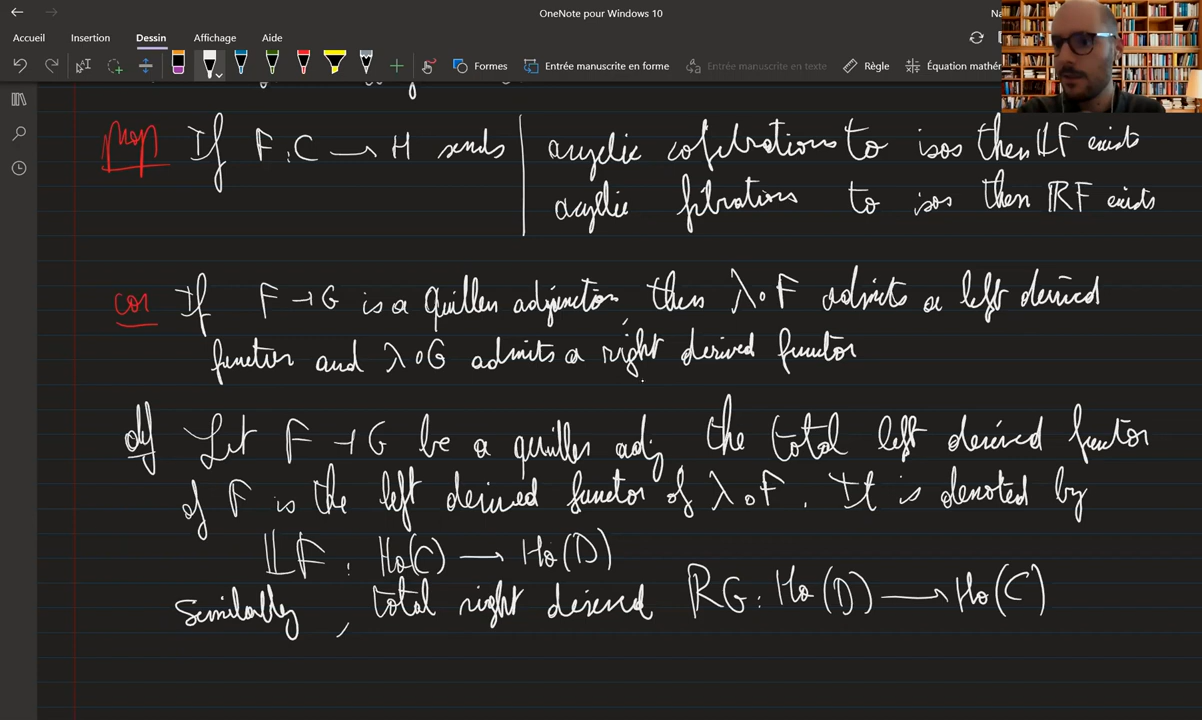 OneNote pour Windows 10
Accueil Insertion Dessin Affichage Aide
Formes Entrée manuscrite en forme Entrée manuscrite en texte Règle Équation mathém
Prop If F : C → H sends | acyclic cofibrations to isos then 𝕃F exists
acyclic fibrations to isos then ℝF exists
cor If F ⊣ G is a Quillen adjunction, then λ∘F admits a left derived
functor and λ∘G admits a right derived functor
def Let F ⊣ G be a quillen adj the total left derived functor
of F is the left derived functor of λ∘F. It is denoted by
𝕃F : Ho(C) → Ho(D)
Similarly, total right derived ℝG : Ho(D) → Ho(C)